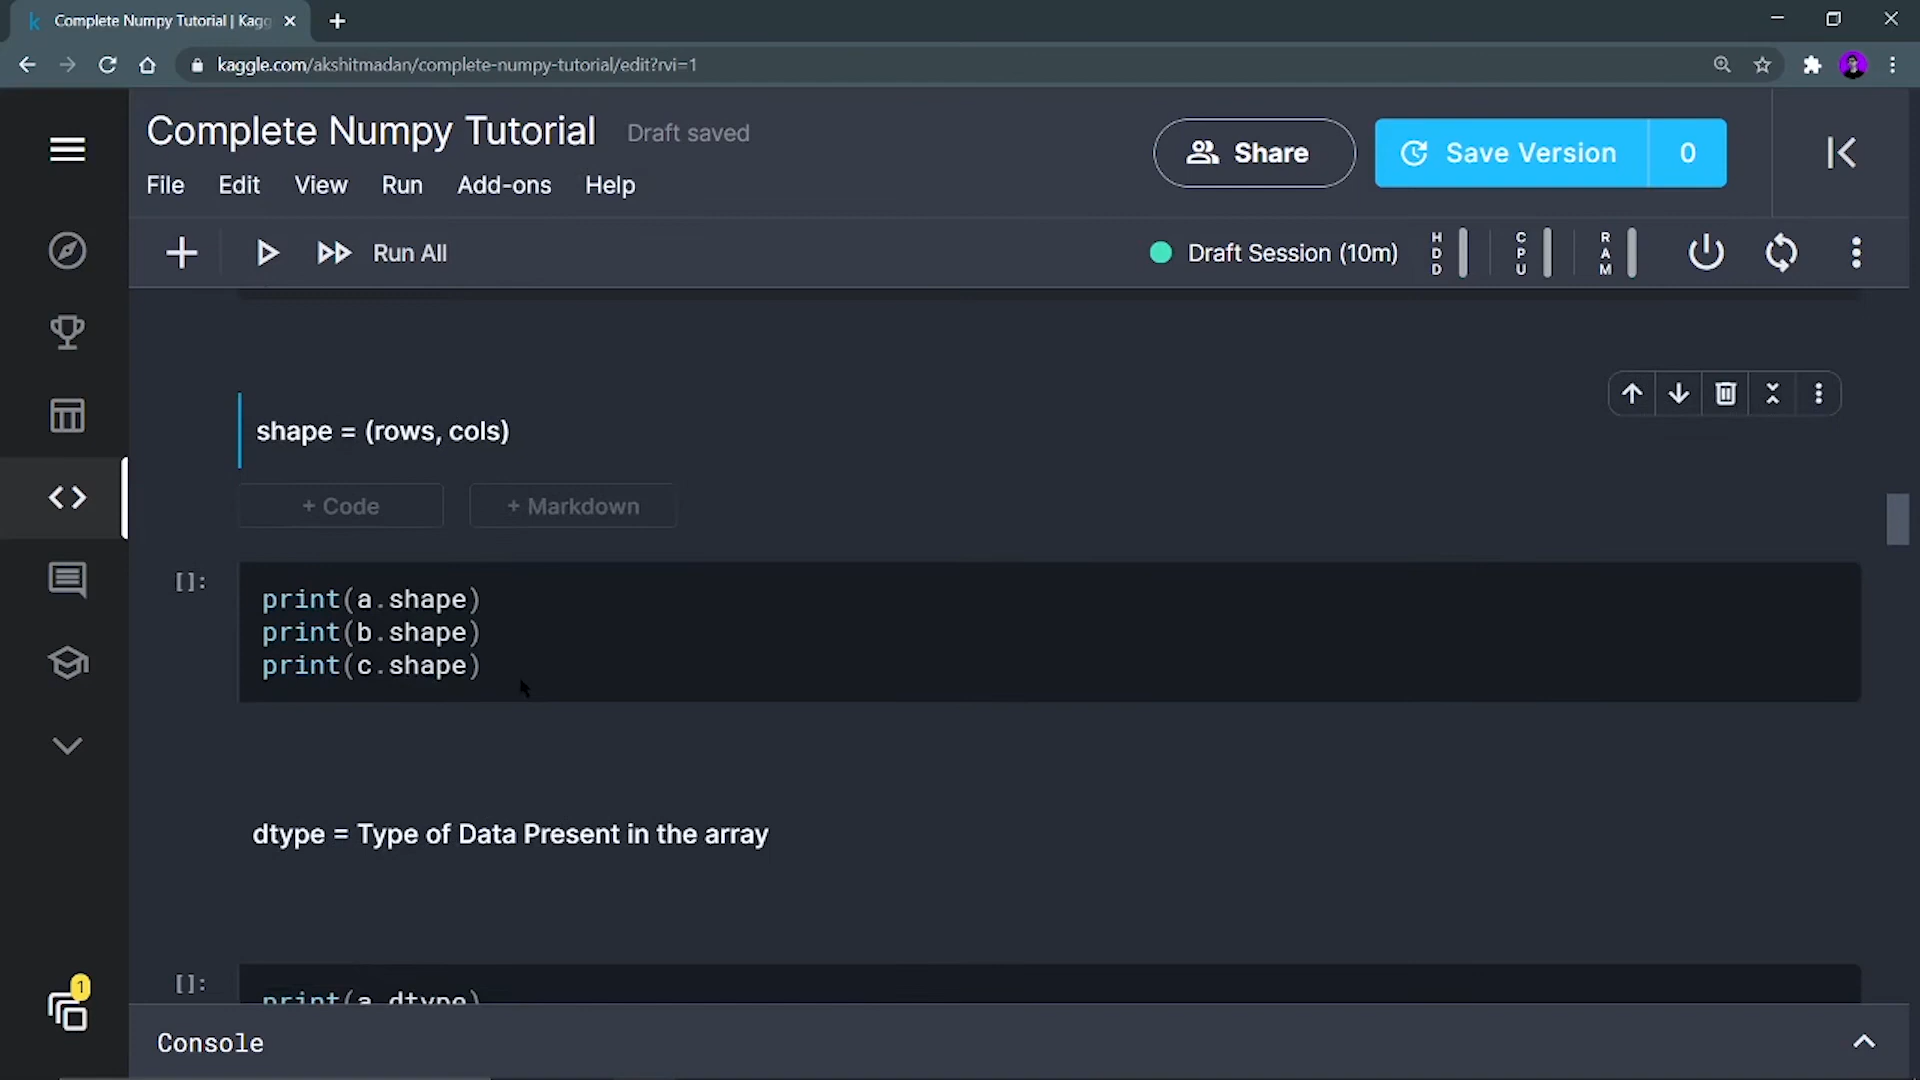 Complete Numpy Tutorial | Kagg
kaggle.com/akshitmadan/complete-numpy-tutorial/edit?rvi=1
Complete Numpy Tutorial
Draft saved
Share
Save Version
0
File
Edit
View
Run
Add-ons
Help
Run All
Draft Session (10m)
HDD
CPU
RAM
shape = (rows, cols)
+ Code
+ Markdown
[]:
print(a.shape)
print(b.shape)
print(c.shape)
dtype = Type of Data Present in the array
[]:
print(a.dtype)
1
Console